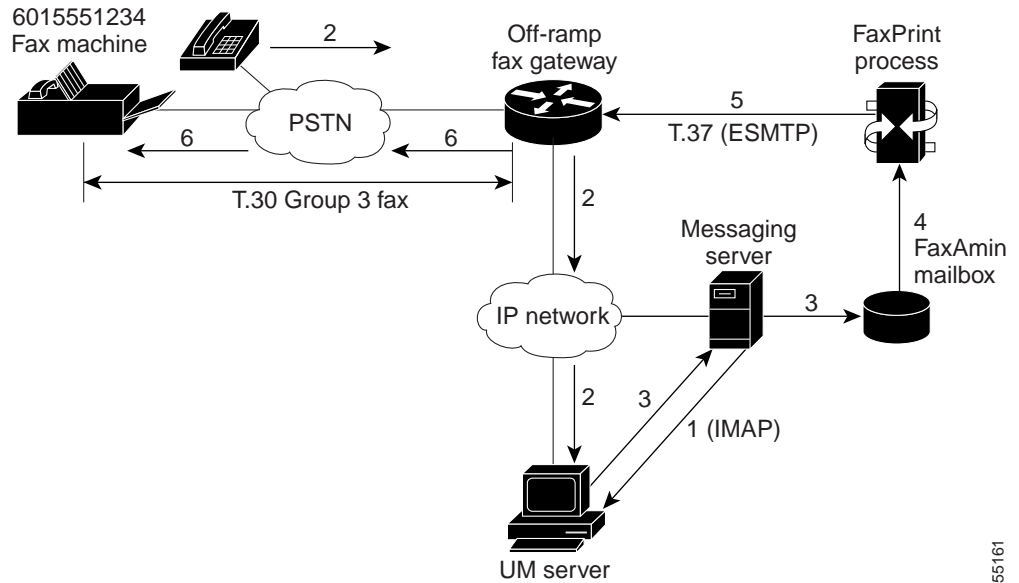 6015551234
Fax machine
2
Off-ramp
fax gateway
FaxPrint
process
PSTN
5
T.37 (ESMTP)
6
6
T.30 Group 3 fax
2
Messaging
server
4
FaxAmin
mailbox
IP network
3
2
3
1 (IMAP)
UM server
55161